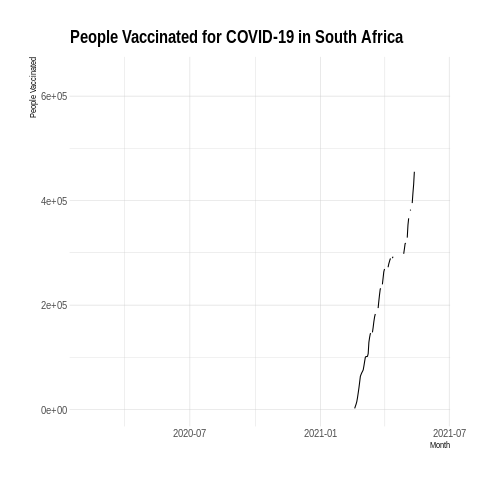 People Vaccinated for COVID-19 in South Africa
People Vaccinated
6e+05
4e+05
2e+05
0e+00
2020-07
2021-01
2021-07
Month